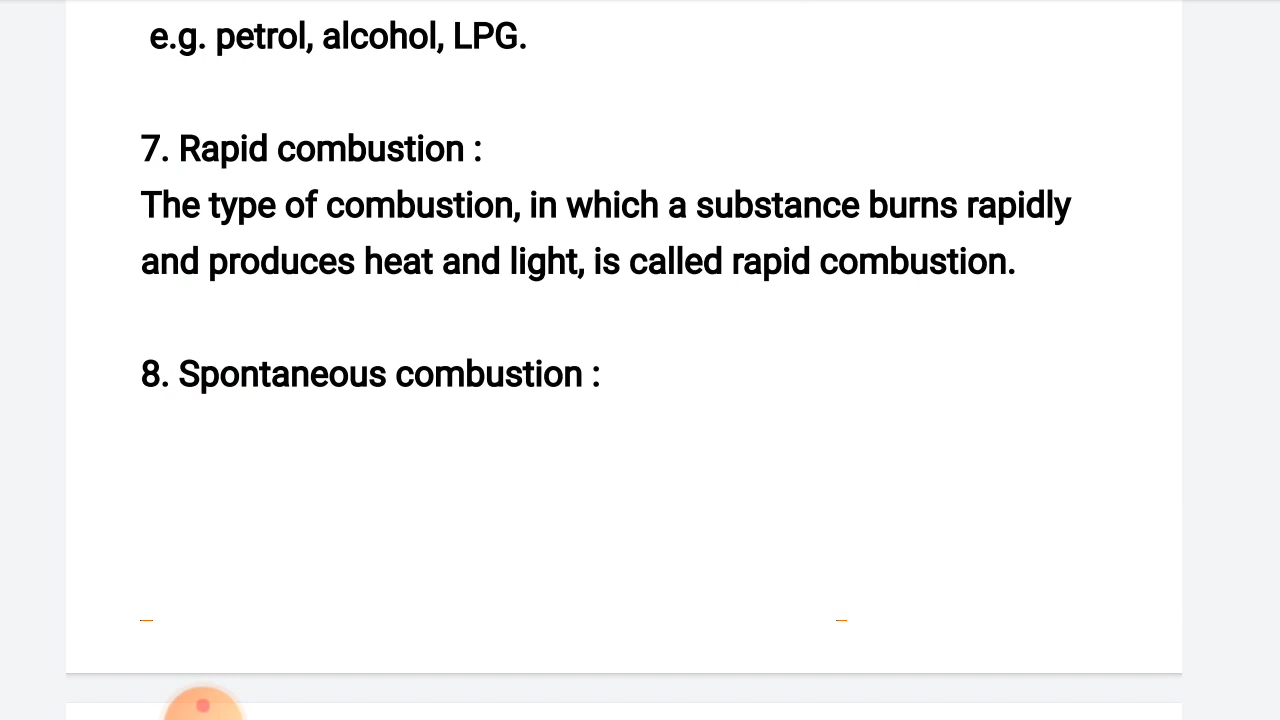 e.g. petrol, alcohol, LPG.
7. Rapid combustion :
The type of combustion, in which a substance burns rapidly
and produces heat and light, is called rapid combustion.
8. Spontaneous combustion :